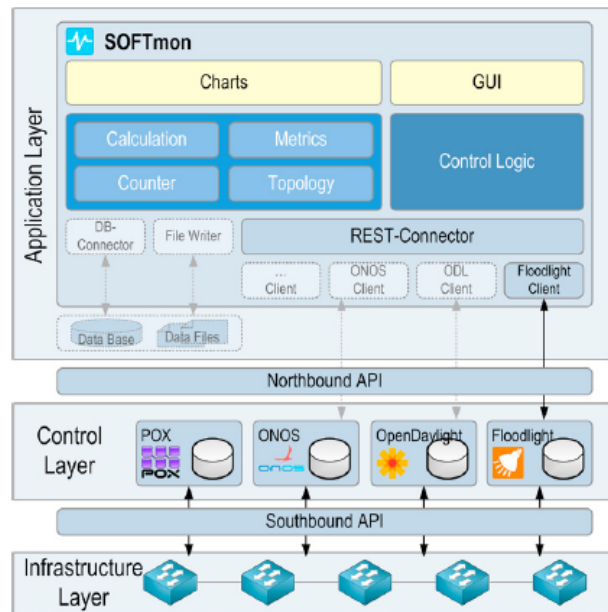 SOFTmon
Charts
GUI
Application Layer
Calculation
Metrics
Control Logic
Counter
Topology
DB-
Connector
File Writer
REST-Connector
...
Client
ONOS
Client
ODL
Client
Floodlight
Client
Data Base
Data Files
Northbound API
Control
Layer
POX
POX
ONOS
onos
OpenDaylight
Floodlight
Southbound API
Infrastructure
Layer